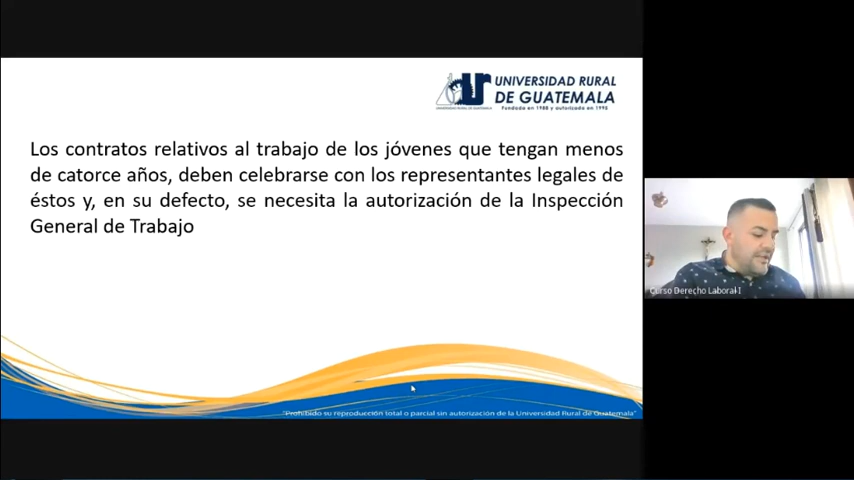 UNIVERSIDAD RURAL
DE GUATEMALA
Fundada en 1988 y autorizada en 1995
Los contratos relativos al trabajo de los jóvenes que tengan menos
de catorce años, deben celebrarse con los representantes legales de
éstos y, en su defecto, se necesita la autorización de la Inspección
General de Trabajo
Curso Derecho Laboral I
"Prohibido su reproducción total o parcial sin autorización de la Universidad Rural de Guatemala"